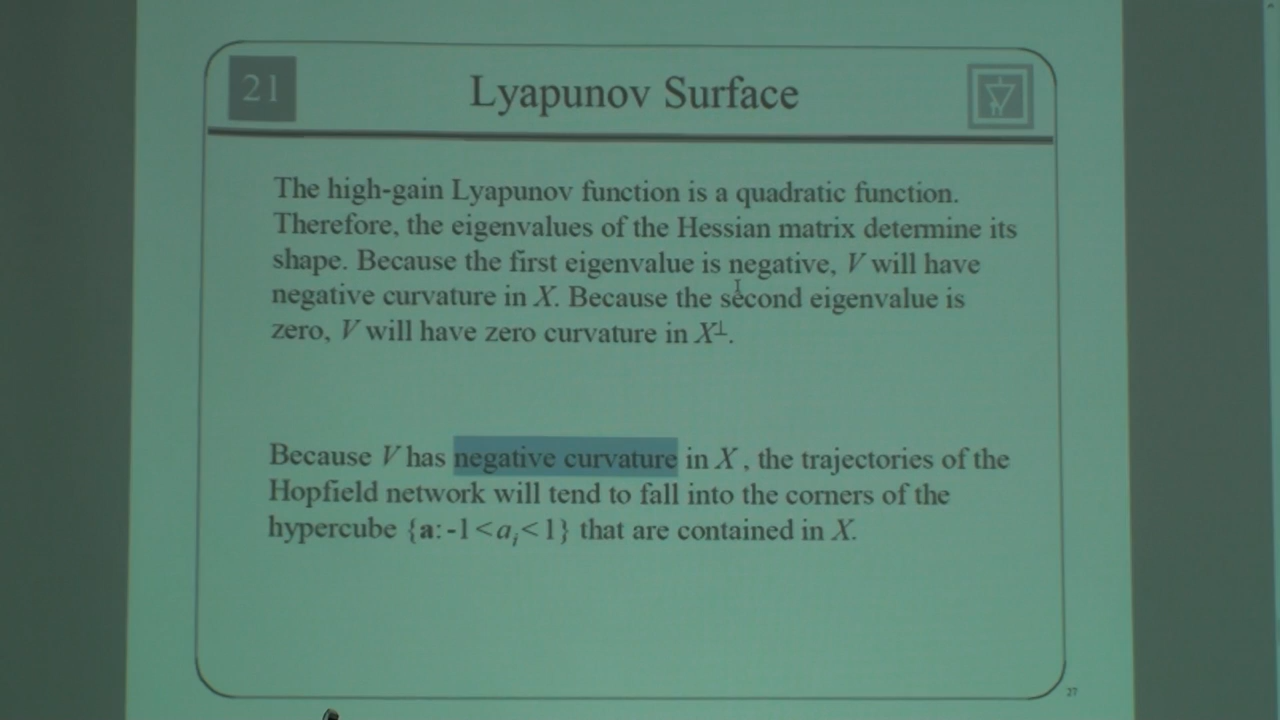 21
Lyapunov Surface
The high-gain Lyapunov function is a quadratic function.
Therefore, the eigenvalues of the Hessian matrix determine its
shape. Because the first eigenvalue is negative, V will have
negative curvature in X. Because the second eigenvalue is
zero, V will have zero curvature in X⊥.
Because V has negative curvature in X , the trajectories of the
Hopfield network will tend to fall into the corners of the
hypercube {a: -1 < aᵢ < 1} that are contained in X.
27